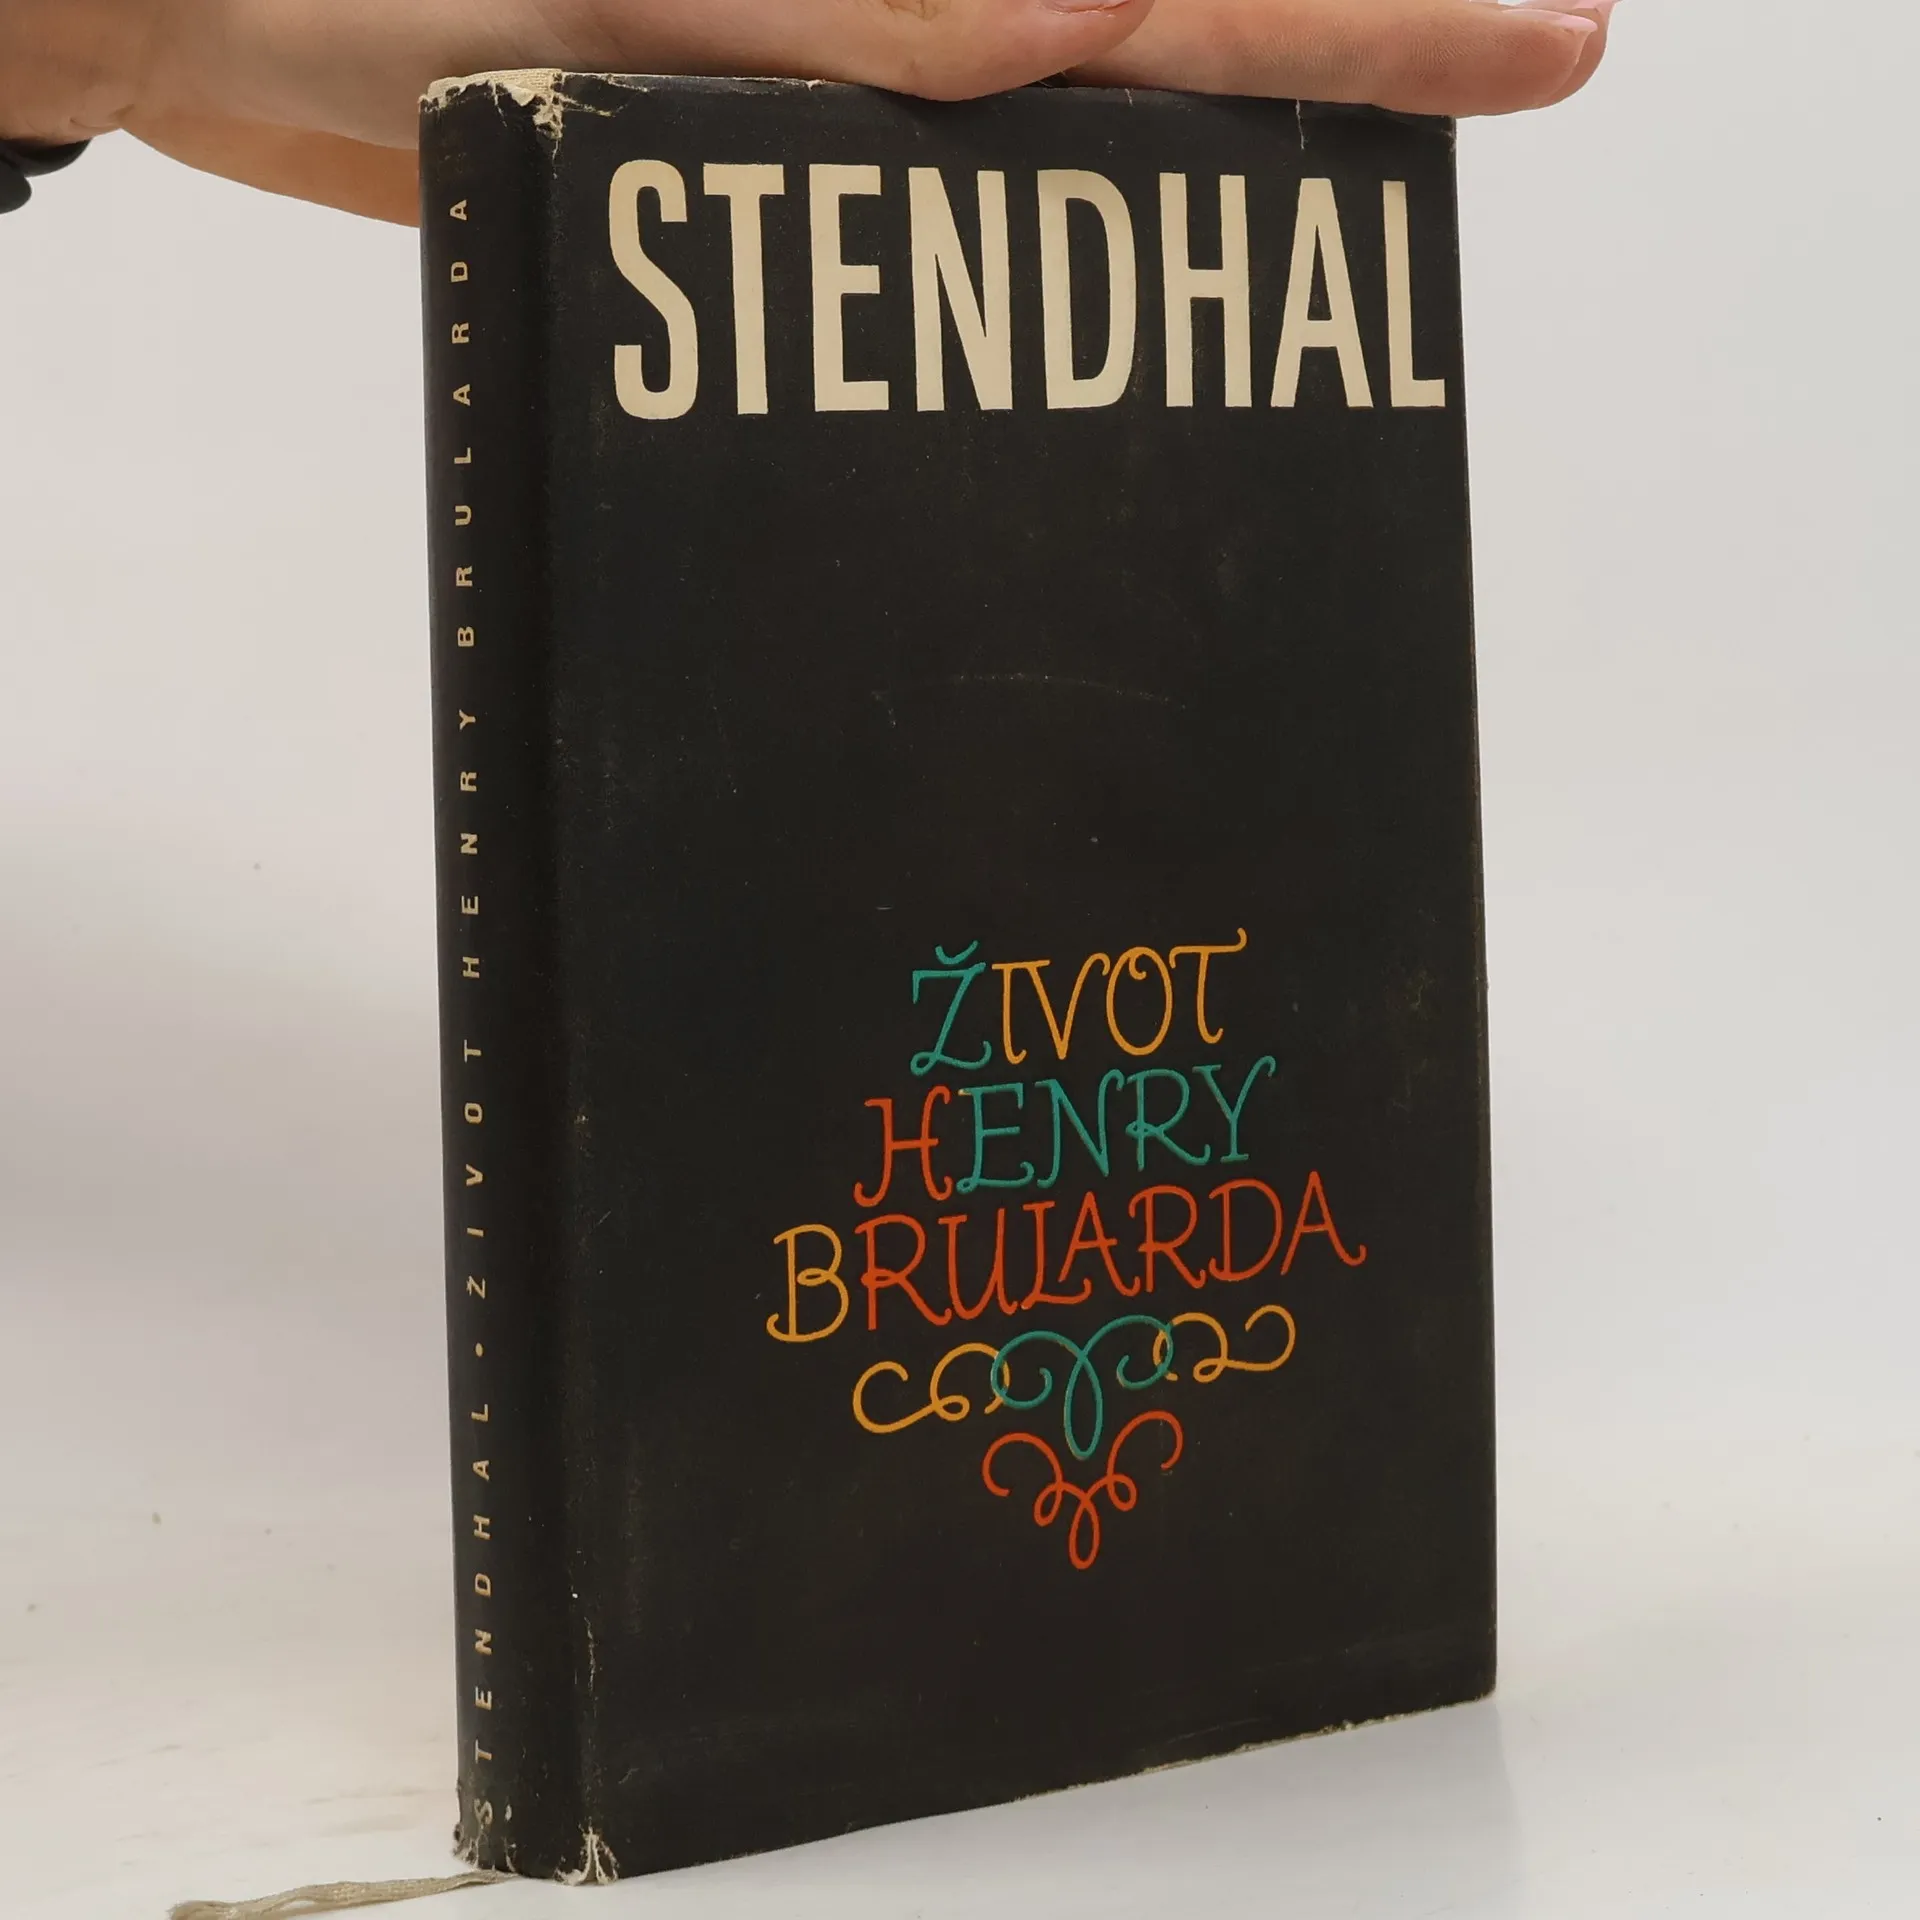 STENDHAL
ŽIVOT
HENRY
BRULARDA
STENDHAL • ŽIVOT HENRY BRULARDA